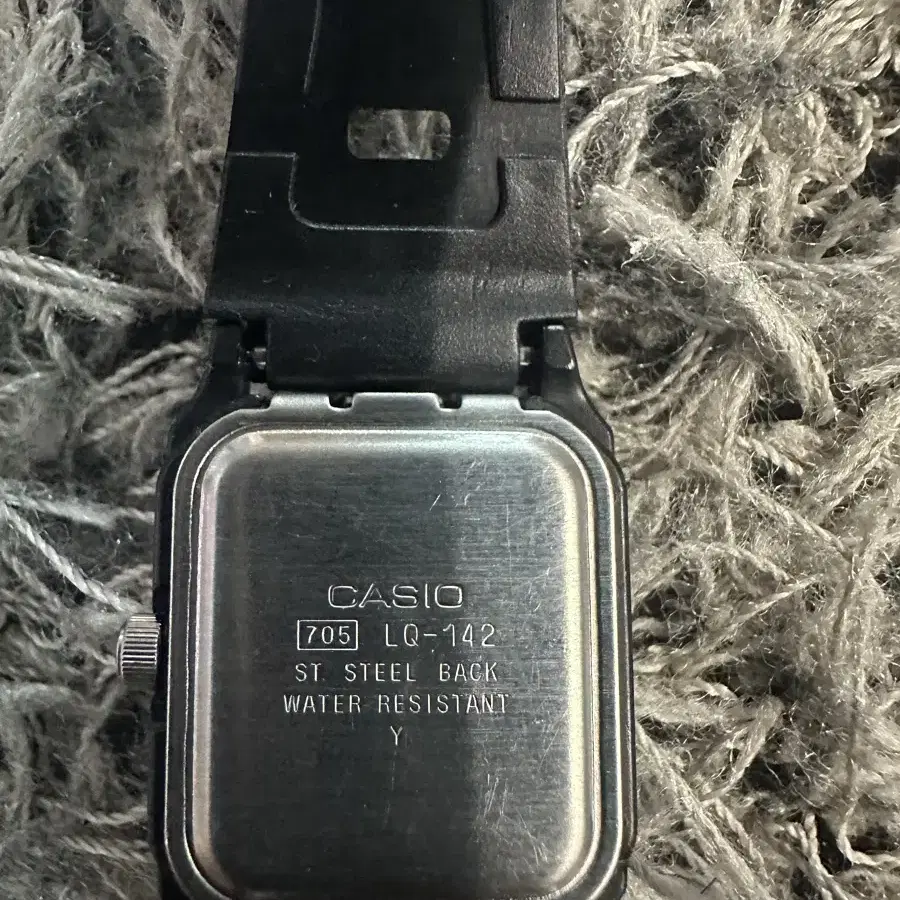 CASIO
705 LQ-142
ST. STEEL BACK
WATER RESISTANT
Y